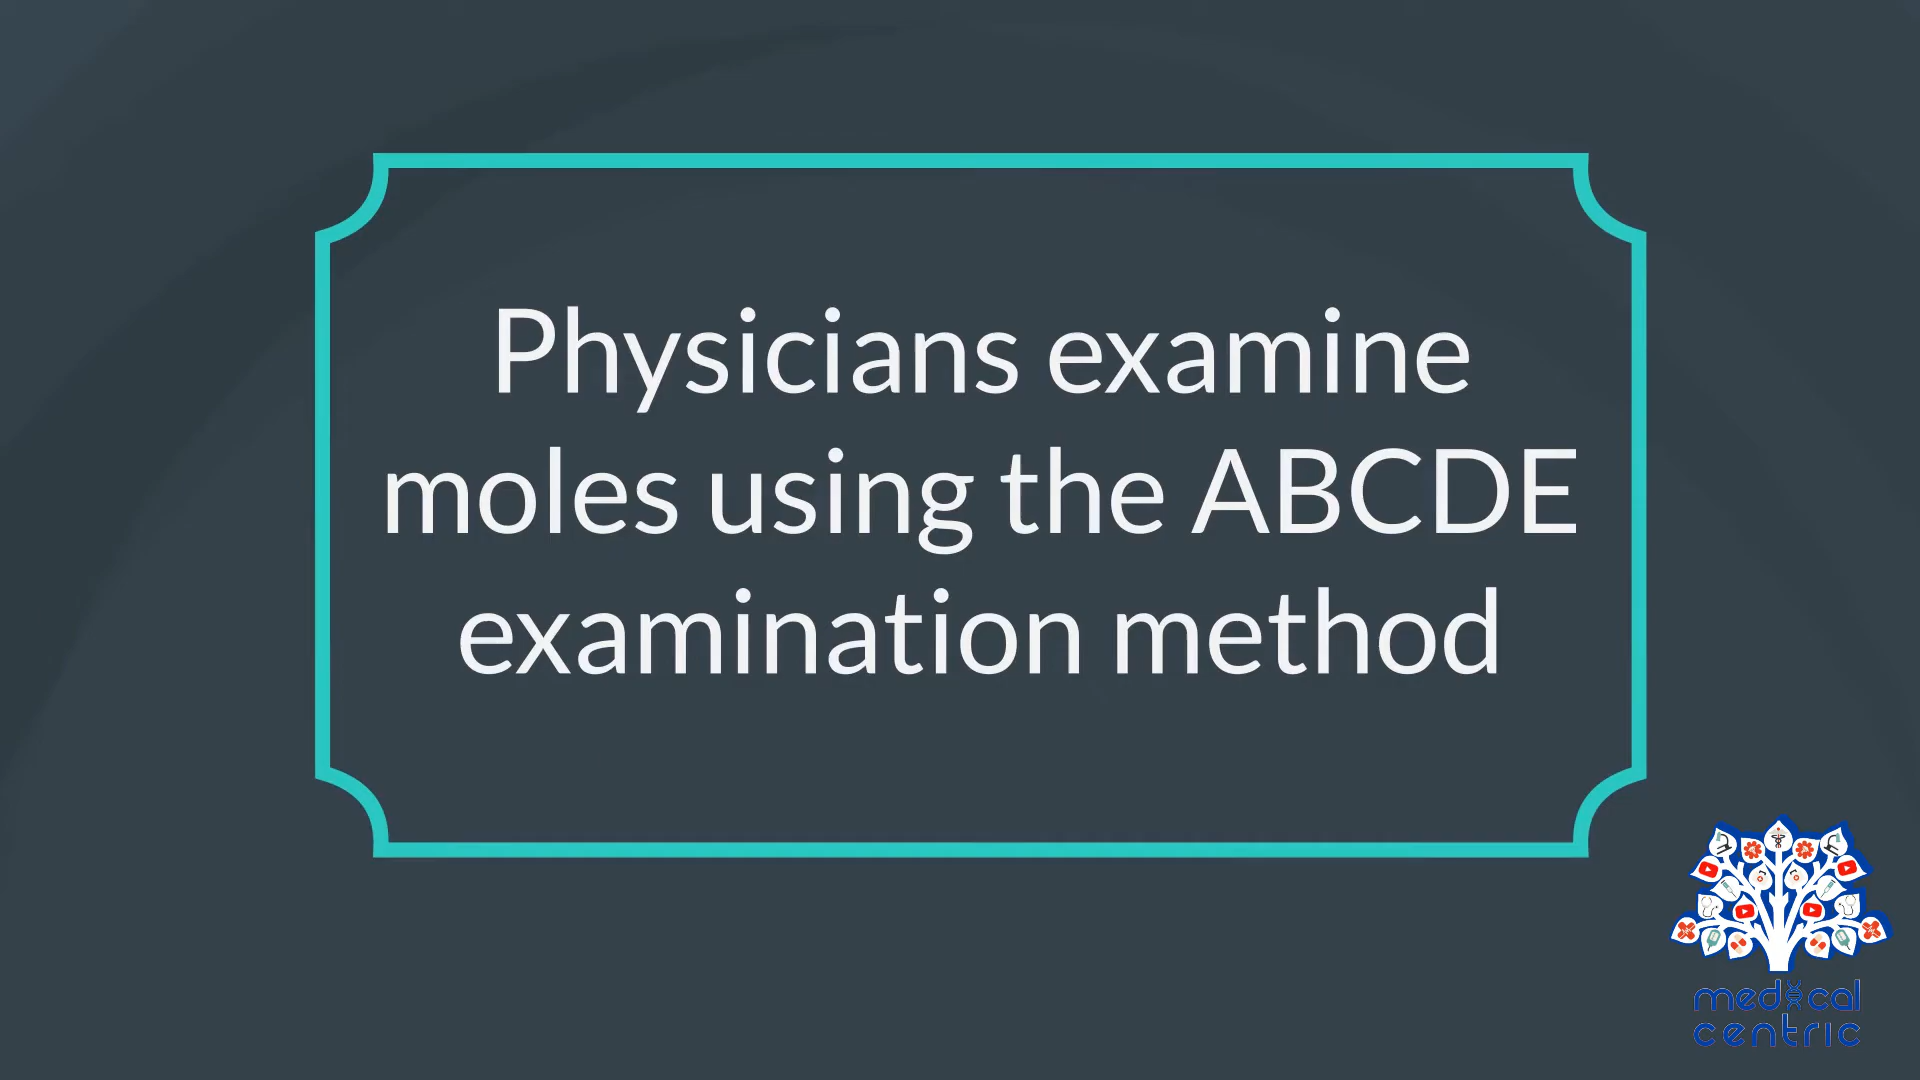 Physicians examine
moles using the ABCDE
examination method
medical
centric